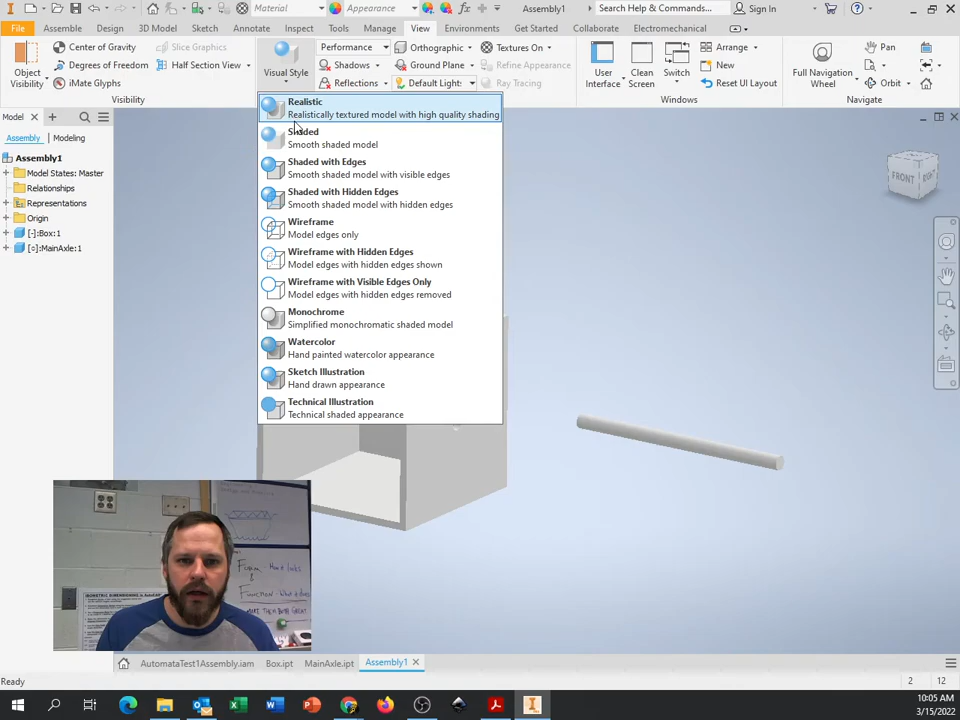 Material
Appearance
fx
Assembly1
Search Help & Commands...
Sign In
File
Assemble
Design
3D Model
Sketch
Annotate
Inspect
Tools
Manage
View
Environments
Get Started
Collaborate
Electromechanical
Object Visibility
Center of Gravity
Degrees of Freedom
iMate Glyphs
Slice Graphics
Half Section View
Visibility
Visual Style
Performance
Shadows
Reflections
Orthographic
Ground Plane
Default Light:
Textures On
Refine Appearance
Ray Tracing
User Interface
Clean Screen
Switch
Arrange
New
Reset UI Layout
Windows
Full Navigation Wheel
Pan
Orbit
Navigate
Realistic
Realistically textured model with high quality shading
Shaded
Smooth shaded model
Shaded with Edges
Smooth shaded model with visible edges
Shaded with Hidden Edges
Smooth shaded model with hidden edges
Wireframe
Model edges only
Wireframe with Hidden Edges
Model edges with hidden edges shown
Wireframe with Visible Edges Only
Model edges with hidden edges removed
Monochrome
Simplified monochromatic shaded model
Watercolor
Hand painted watercolor appearance
Sketch Illustration
Hand drawn appearance
Technical Illustration
Technical shaded appearance
Model
Assembly
Modeling
Assembly1
Model States: Master
Relationships
Representations
Origin
[-]:Box:1
[○]:MainAxle:1
FRONT
Form - How it looks
&
Function - What it does
AutomataTest1Assembly.iam
Box.ipt
MainAxle.ipt
Assembly1
Ready
2
12
10:05 AM
3/15/2022